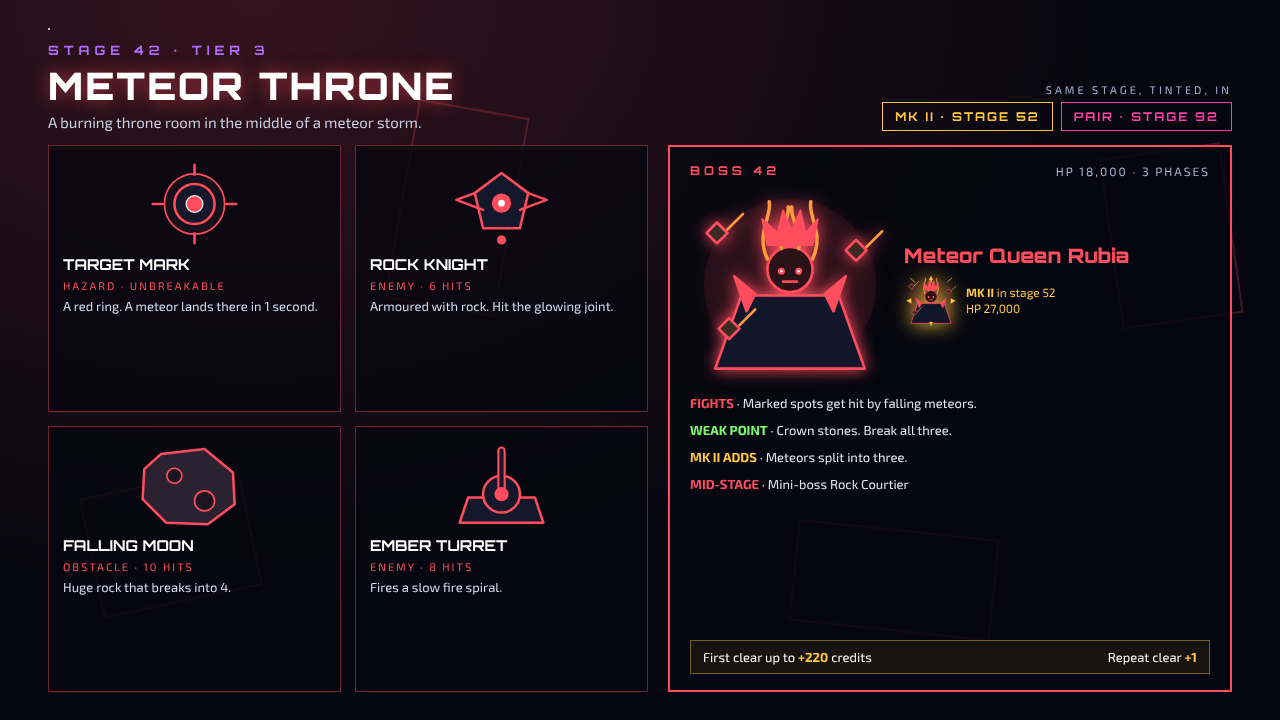 .
STAGE 42 · TIER 3
METEOR THRONE
A burning throne room in the middle of a meteor storm.
SAME STAGE, TINTED, IN
MK II · STAGE 52
PAIR · STAGE 92
TARGET MARK
HAZARD · UNBREAKABLE
A red ring. A meteor lands there in 1 second.
ROCK KNIGHT
ENEMY · 6 HITS
Armoured with rock. Hit the glowing joint.
FALLING MOON
OBSTACLE · 10 HITS
Huge rock that breaks into 4.
EMBER TURRET
ENEMY · 8 HITS
Fires a slow fire spiral.
BOSS 42
HP 18,000 · 3 PHASES
Meteor Queen Rubia
MK II in stage 52
HP 27,000
FIGHTS · Marked spots get hit by falling meteors.
WEAK POINT · Crown stones. Break all three.
MK II ADDS · Meteors split into three.
MID-STAGE · Mini-boss Rock Courtier
First clear up to +220 credits
Repeat clear +1